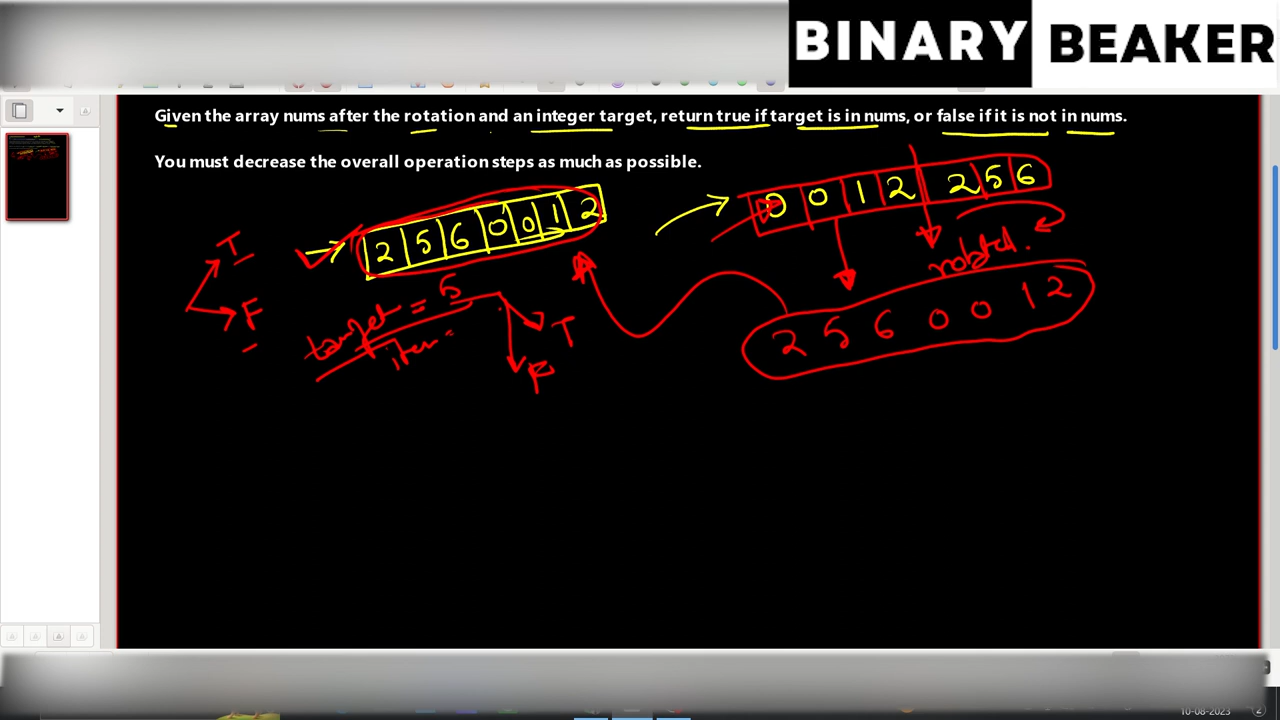 BINARY BEAKER
Given the array nums after the rotation and an integer target, return true if target is in nums, or false if it is not in nums.
You must decrease the overall operation steps as much as possible.
0 0 1 2 2 5 6
2 5 6 0 0 1 2
T
F
target = 5
T
F
2 5 6 0 0 1 2
10-08-2023